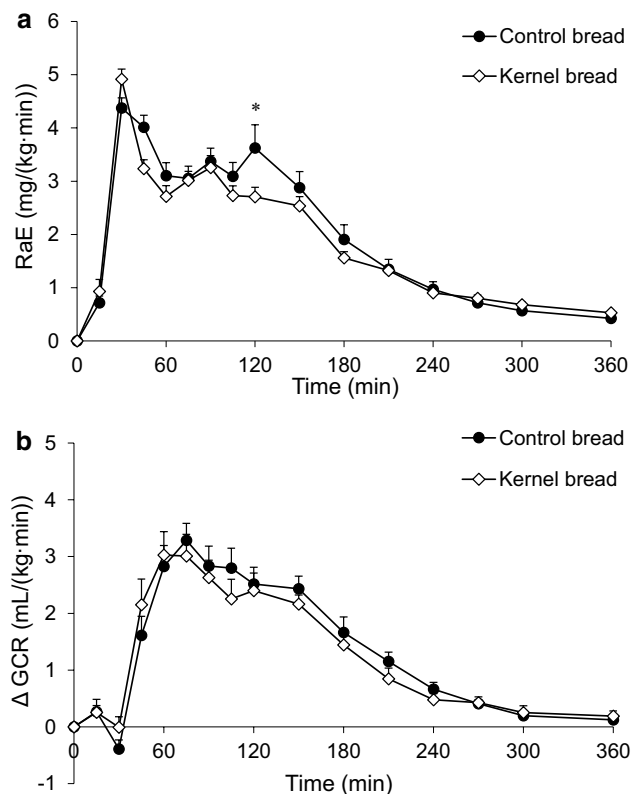 a
Control bread
Kernel bread
*
RaE (mg/(kg·min))
6
5
4
3
2
1
0
0 60 120 180 240 300 360
Time (min)
b
Control bread
Kernel bread
Δ GCR (mL/(kg·min))
5
4
3
2
1
0
-1
0 60 120 180 240 300 360
Time (min)